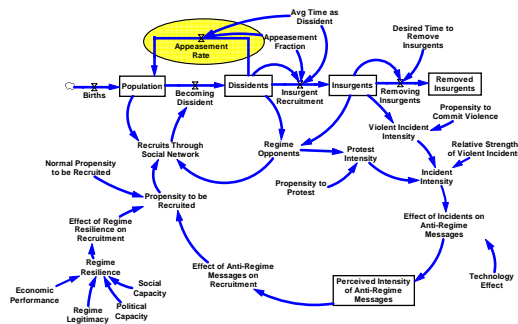 Avg Time as
Dissident
Appeasement
Fraction
Desired Time to
Remove
Insurgents
Appeasement
Rate
Births
Population
Becoming
Dissident
Dissidents
Insurgent
Recruitment
Insurgents
Removing
Insurgents
Removed
Insurgents
Propensity to
Commit Violence
Violent Incident
Intensity
Recruits Through
Social Network
Regime
Opponents
Protest
Intensity
Relative Strength
of Violent Incident
Incident
Intensity
Normal Propensity
to be Recruited
Propensity to
be Recruited
Propensity to
Protest
Effect of Regime
Resilience on
Recruitment
Effect of Incidents on
Anti-Regime
Messages
Regime
Resilience
Effect of Anti-Regime
Messages on
Recruitment
Technology
Effect
Economic
Performance
Social
Capacity
Political
Capacity
Regime
Legitimacy
Perceived Intensity
of Anti-Regime
Messages